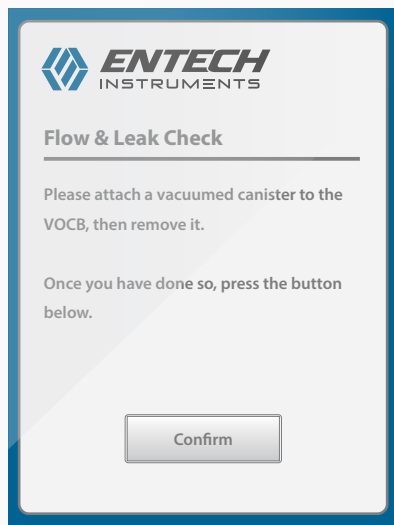 ENTECH
INSTRUMENTS
Flow & Leak Check
Please attach a vacuumed canister to the
VOCB, then remove it.
Once you have done so, press the button
below.
Confirm